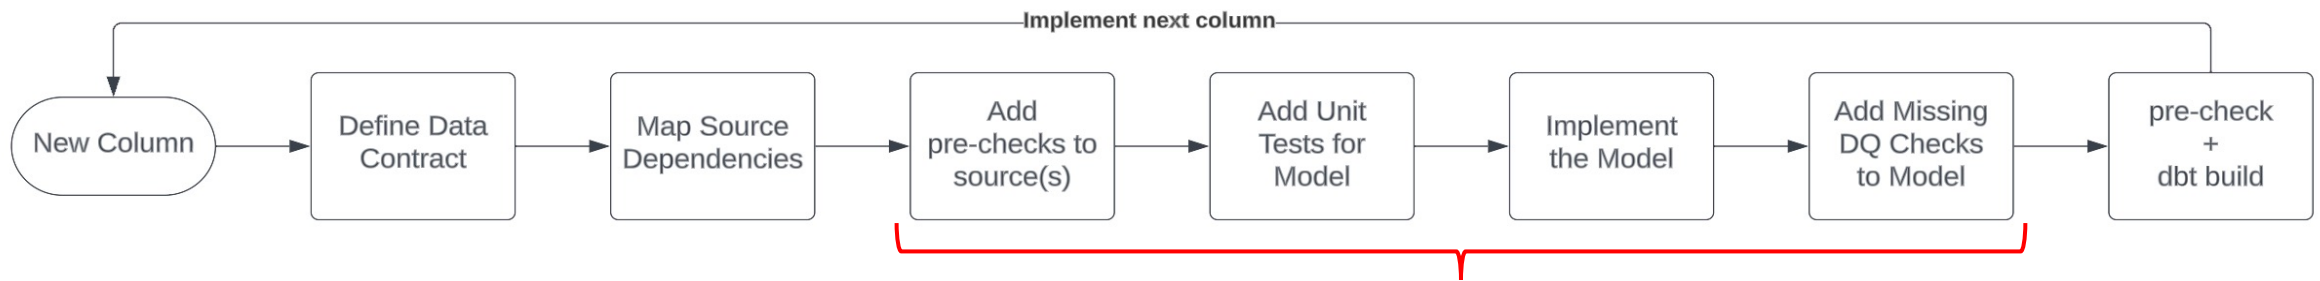 Implement next column
New Column
Define Data
Contract
Map Source
Dependencies
Add
pre-checks to
source(s)
Add Unit
Tests for
Model
Implement
the Model
Add Missing
DQ Checks
to Model
pre-check
+
dbt build